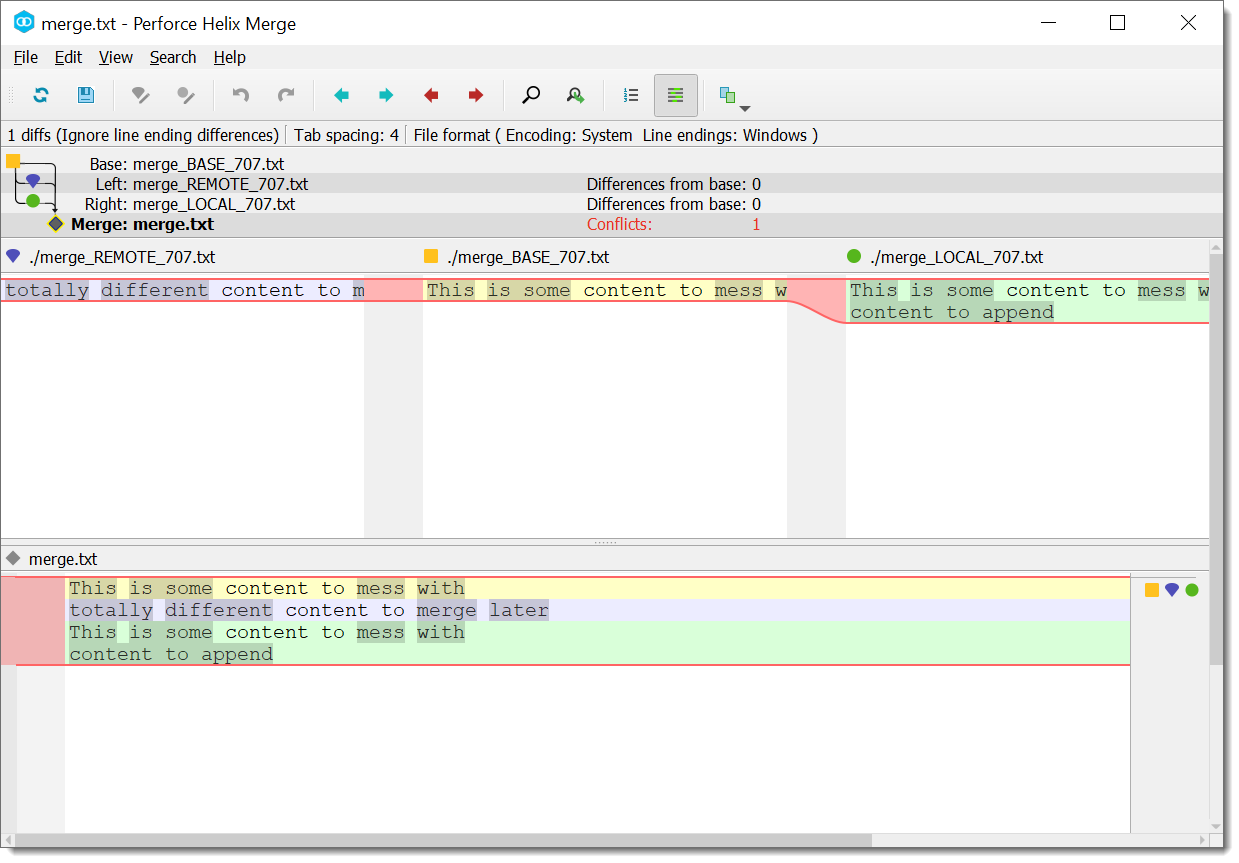 merge.txt - Perforce Helix Merge
File Edit View Search Help
1 diffs (Ignore line ending differences) Tab spacing: 4 File format ( Encoding: System Line endings: Windows )
Base: merge_BASE_707.txt
Left: merge_REMOTE_707.txt Differences from base: 0
Right: merge_LOCAL_707.txt Differences from base: 0
Merge: merge.txt Conflicts: 1
./merge_REMOTE_707.txt ./merge_BASE_707.txt ./merge_LOCAL_707.txt
totally different content to m This is some content to mess w This is some content to mess w
content to append
merge.txt
This is some content to mess with
totally different content to merge later
This is some content to mess with
content to append